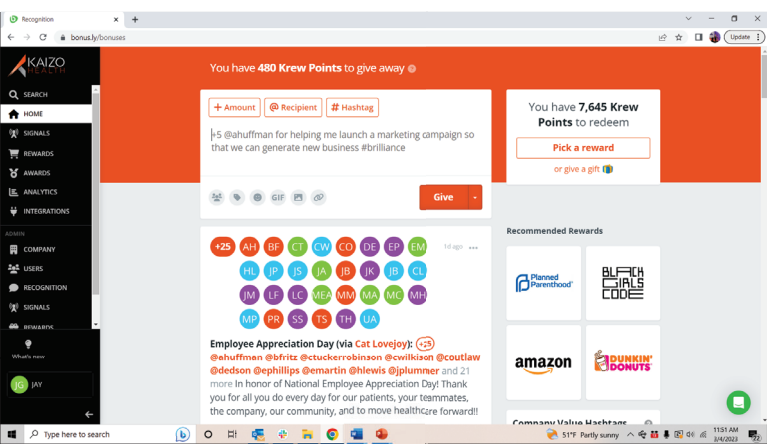 Recognition
bonus.ly/bonuses
Update
KAIZO
HEALTH
SEARCH
HOME
SIGNALS
REWARDS
AWARDS
ANALYTICS
INTEGRATIONS
ADMIN
COMPANY
USERS
RECOGNITION
SIGNALS
REWARDS
What's new
JG JAY
You have 480 Krew Points to give away
+ Amount @ Recipient # Hashtag
+5 @ahuffman for helping me launch a marketing campaign so
that we can generate new business #brilliance
GIF
Give
You have 7,645 Krew
Points to redeem
Pick a reward
or give a gift
+25 AH BF CT CW CO DE EP EM
1d ago
HL JP JS JA JB JK JB CL
JM LF LC MEA MM MA MC MH
MP PR SS TS TH UA
Employee Appreciation Day (via Cat Lovejoy): +25
@ahuffman @bfritz @ctuckerrobinson @cwilkison @coutlaw
@dedson @ephillips @emartin @hlewis @jplummer and 21
more In honor of National Employee Appreciation Day! Thank
you for all you do every day for our patients, your teammates,
the company, our community, and to move healthcare forward!!
Recommended Rewards
Planned
Parenthood
BLACK
GIRLS
CODE
amazon
DUNKIN'
DONUTS
Company Value Hashtags
Type here to search
51°F Partly sunny
11:51 AM
3/4/2023
22